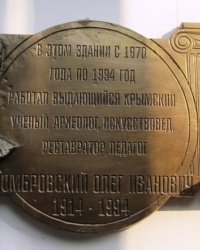 В ЭТОМ ЗДАНИИ С 1970
ГОДА ПО 1994 ГОД
РАБОТАЛ ВЫДАЮЩИЙСЯ КРЫМСКИЙ
УЧЕНЫЙ, АРХЕОЛОГ, ИСКУССТВОВЕД,
РЕСТАВРАТОР ПЕДАГОГ
ДОМБРОВСКИЙ ОЛЕГ ИВАНОВИЧ
1914 - 1994